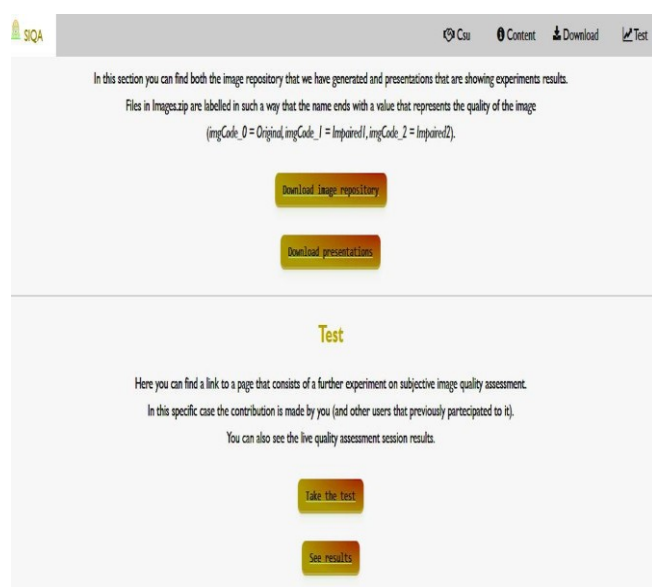 SIQA
Csu Content Download Test
In this section you can find both the image repository that we have generated and presentations that are showing experiments results.
Files in Images.zip are labelled in such a way that the name ends with a value that represents the quality of the image
(imgCode_0 = Original, imgCode_1 = Impaired1, imgCode_2 = Impaired2).
Download image repository
Download presentations
Test
Here you can find a link to a page that consists of a further experiment on subjective image quality assessment.
In this specific case the contribution is made by you (and other users that previously partecipated to it).
You can also see the live quality assessment session results.
Take the test
See results